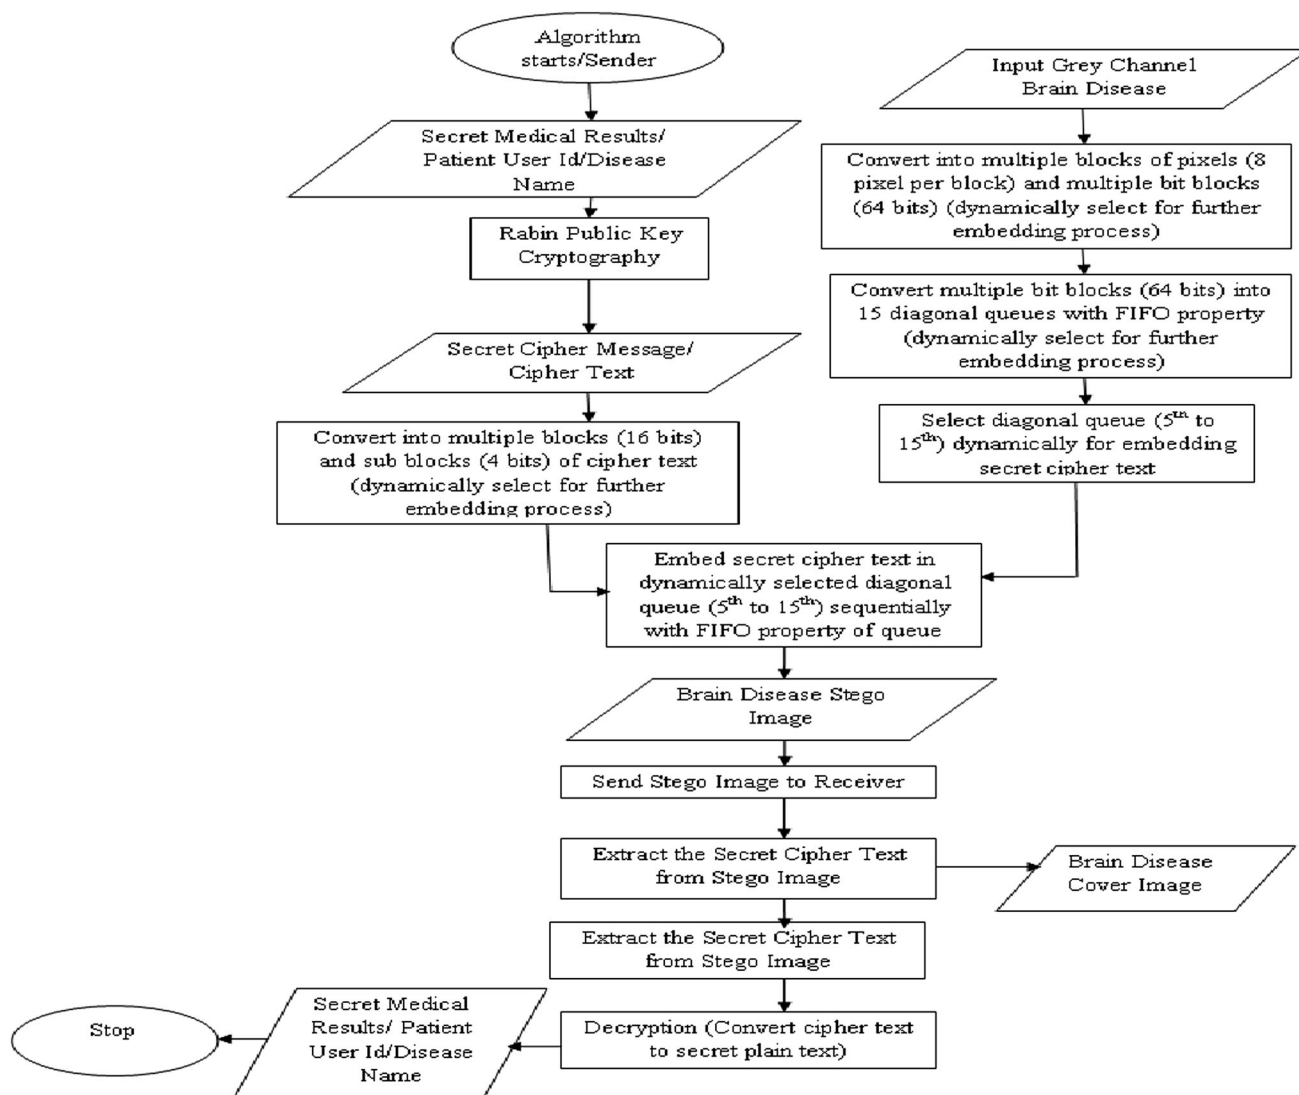 Algorithm
starts/Sender
Input Grey Channel
Brain Disease
Secret Medical Results/
Patient User Id/Disease
Name
Convert into multiple blocks of pixels (8
pixel per block) and multiple bit blocks
(64 bits) (dynamically select for further
embedding process)
Rabin Public Key
Cryptography
Convert multiple bit blocks (64 bits) into
15 diagonal queues with FIFO property
(dynamically select for further
embedding process)
Secret Cipher Message/
Cipher Text
Select diagonal queue (5th to
15th) dynamically for embedding
secret cipher text
Convert into multiple blocks (16 bits)
and sub blocks (4 bits) of cipher text
(dynamically select for further
embedding process)
Embed secret cipher text in
dynamically selected diagonal
queue (5th to 15th) sequentially
with FIFO property of queue
Brain Disease Stego
Image
Send Stego Image to Receiver
Extract the Secret Cipher Text
from Stego Image
Brain Disease
Cover Image
Extract the Secret Cipher Text
from Stego Image
Decryption (Convert cipher text
to secret plain text)
Secret Medical
Results/ Patient
User Id/Disease
Name
Stop